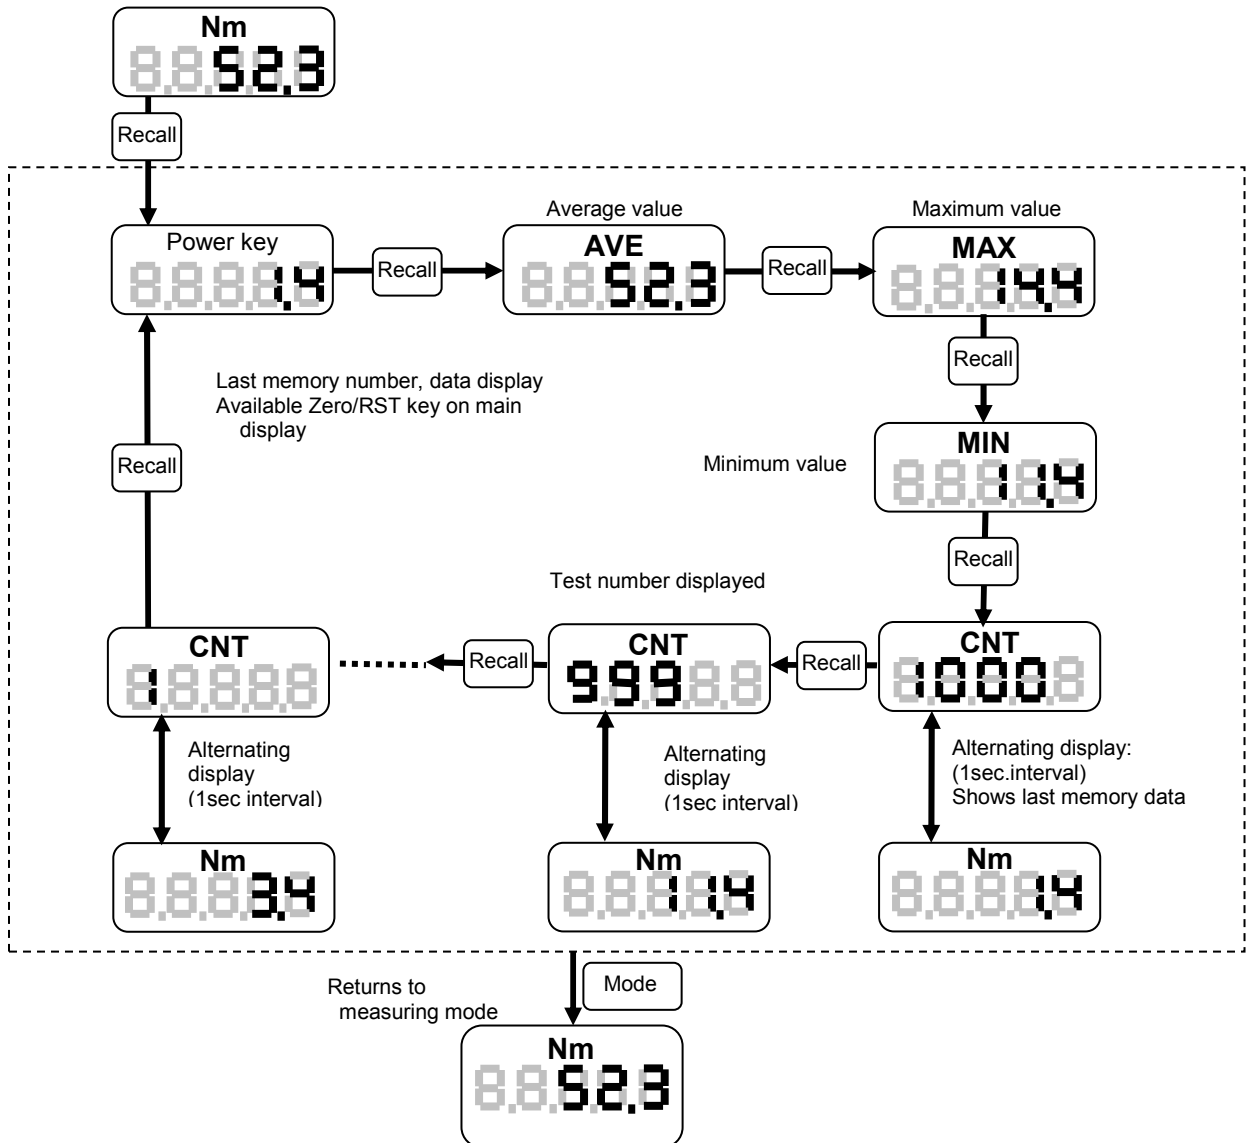 Nm
52.3
Recall
Average value
Maximum value
Power key
1.4
Recall
AVE
52.3
Recall
MAX
14.4
Recall
Last memory number, data display
Available Zero/RST key on main
display
Recall
Minimum value
MIN
11.4
Recall
Test number displayed
CNT
1
Recall
CNT
999
Recall
CNT
1000
Alternating
display
(1sec interval)
Alternating
display
(1sec interval)
Alternating display:
(1sec.interval)
Shows last memory data
Nm
3.4
Nm
11.4
Nm
1.4
Returns to
measuring mode
Mode
Nm
52.3